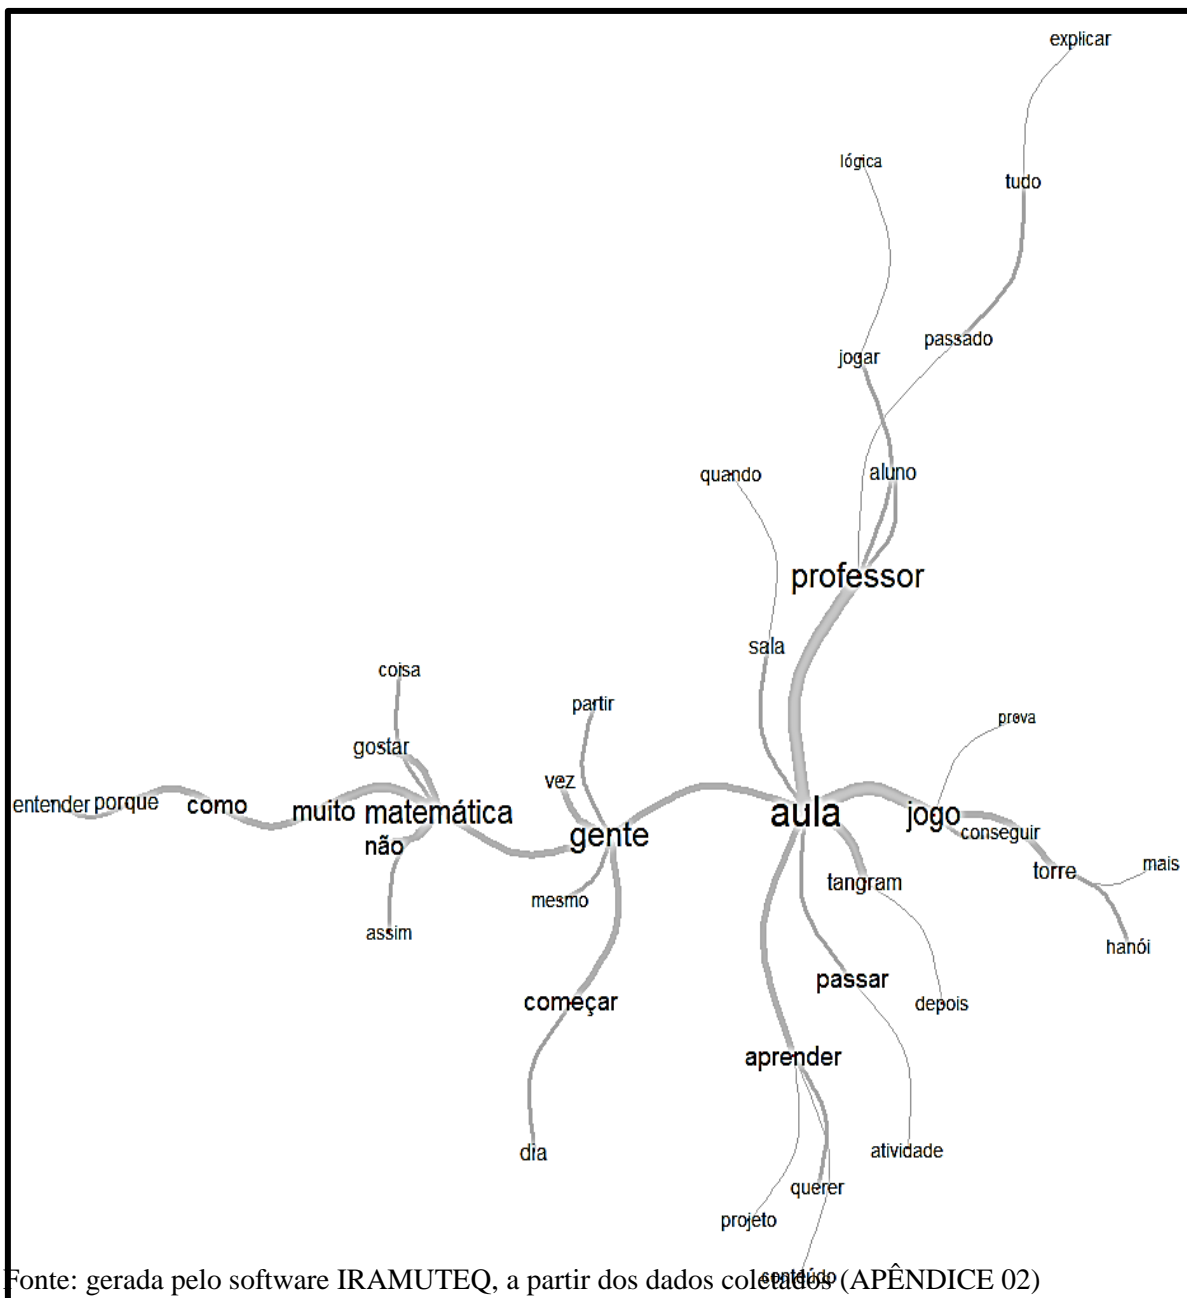 explicar
lógica
tudo
passado
jogar
quando
aluno
professor
sala
coisa
partir
prova
gostar
vez
entender porque como muito matemática
aula
jogo
conseguir
não
gente
torre
mais
tangram
mesmo
assim
hanói
passar
começar
depois
aprender
dia
atividade
querer
projeto
conteúdo
Fonte: gerada pelo software IRAMUTEQ, a partir dos dados coletados (APÊNDICE 02)